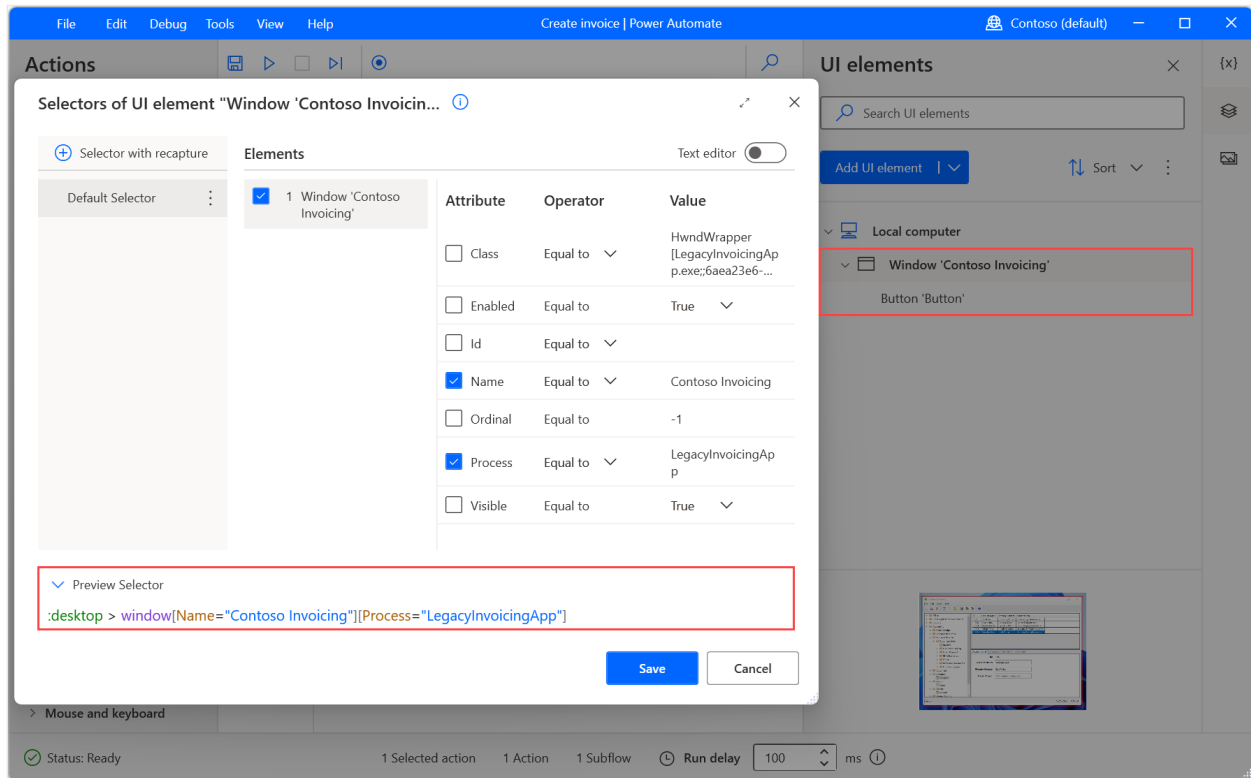 File Edit Debug Tools View Help Create invoice | Power Automate Contoso (default)
Actions
UI elements
{x}
Selectors of UI element "Window 'Contoso Invoicin...
Search UI elements
Selector with recapture
Elements
Text editor
Add UI element
Sort
Default Selector
1 Window 'Contoso
Invoicing'
Attribute Operator Value
Class Equal to HwndWrapper
[LegacyInvoicingAp
p.exe;;6aea23e6-...
Enabled Equal to True
Id Equal to
Name Equal to Contoso Invoicing
Ordinal Equal to -1
Process Equal to LegacyInvoicingAp
p
Visible Equal to True
Local computer
Window 'Contoso Invoicing'
Button 'Button'
Preview Selector
:desktop > window[Name="Contoso Invoicing"][Process="LegacyInvoicingApp"]
Save Cancel
Mouse and keyboard
Status: Ready 1 Selected action 1 Action 1 Subflow Run delay 100 ms